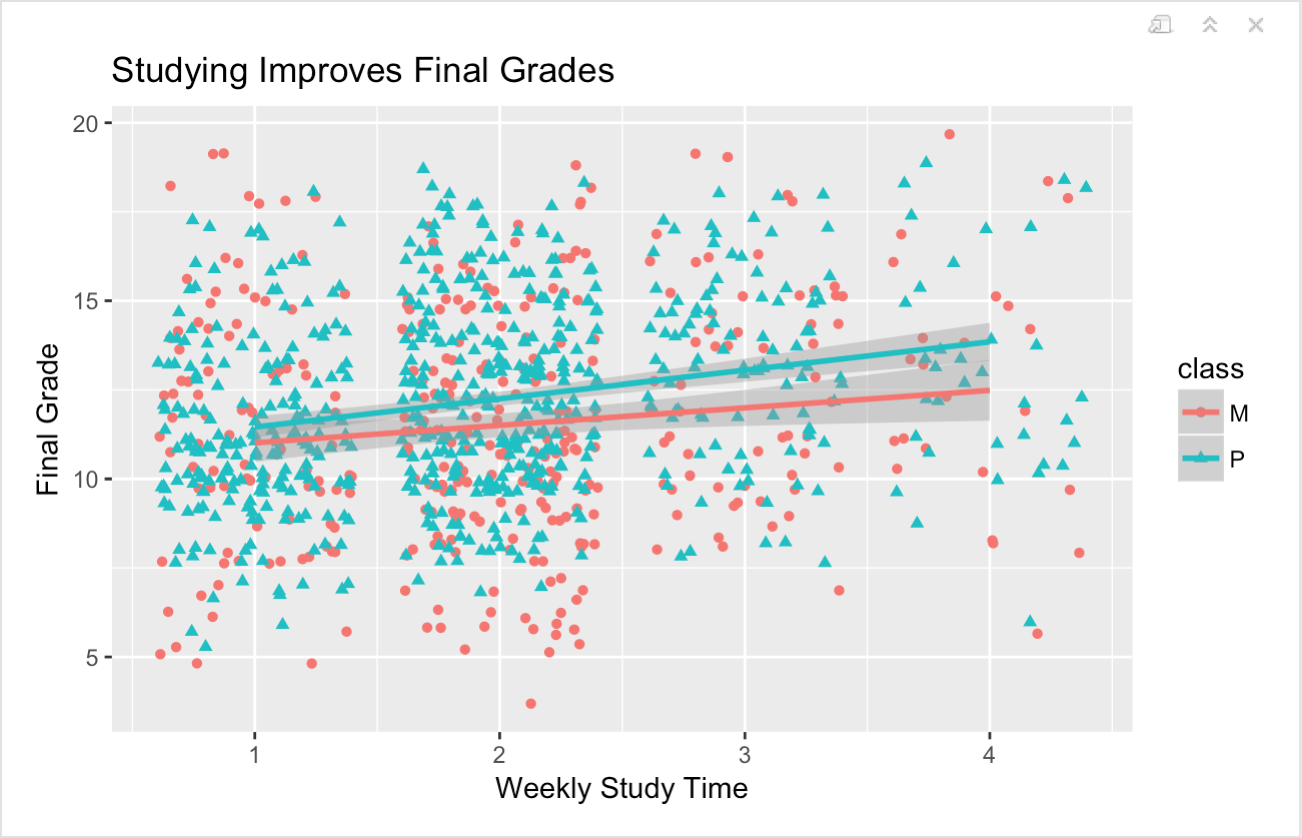 Studying Improves Final Grades
20
15
10
5
Final Grade
1 2 3 4
Weekly Study Time
class
M
P